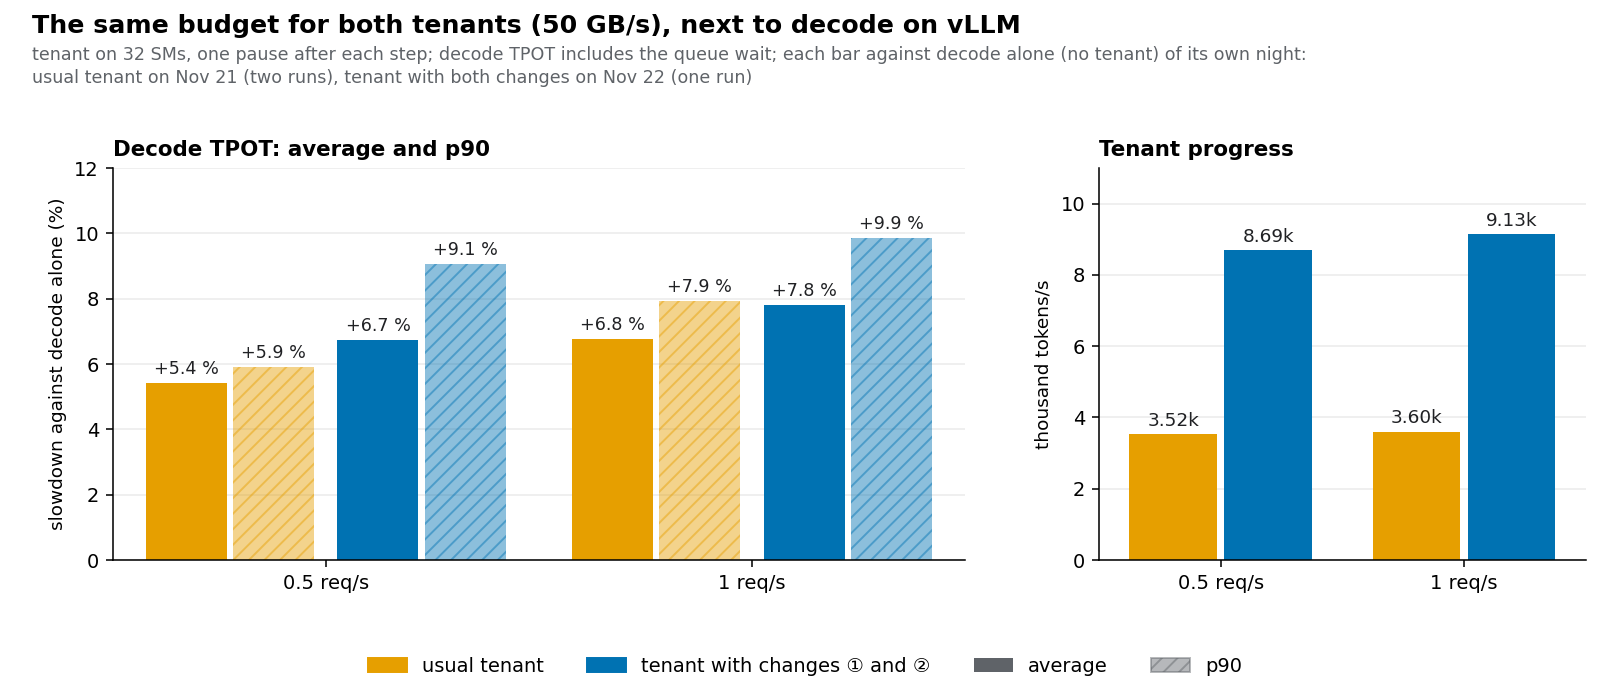 The same budget for both tenants (50 GB/s), next to decode on vLLM
tenant on 32 SMs, one pause after each step; decode TPOT includes the queue wait; each bar against decode alone (no tenant) of its own night:
usual tenant on Nov 21 (two runs), tenant with both changes on Nov 22 (one run)
Decode TPOT: average and p90
slowdown against decode alone (%)
12
10
8
6
4
2
0
+5.4 %
+5.9 %
+6.7 %
+9.1 %
+6.8 %
+7.9 %
+7.8 %
+9.9 %
0.5 req/s
1 req/s
Tenant progress
thousand tokens/s
10
8
6
4
2
0
3.52k
8.69k
3.60k
9.13k
0.5 req/s
1 req/s
usual tenant
tenant with changes ① and ②
average
p90